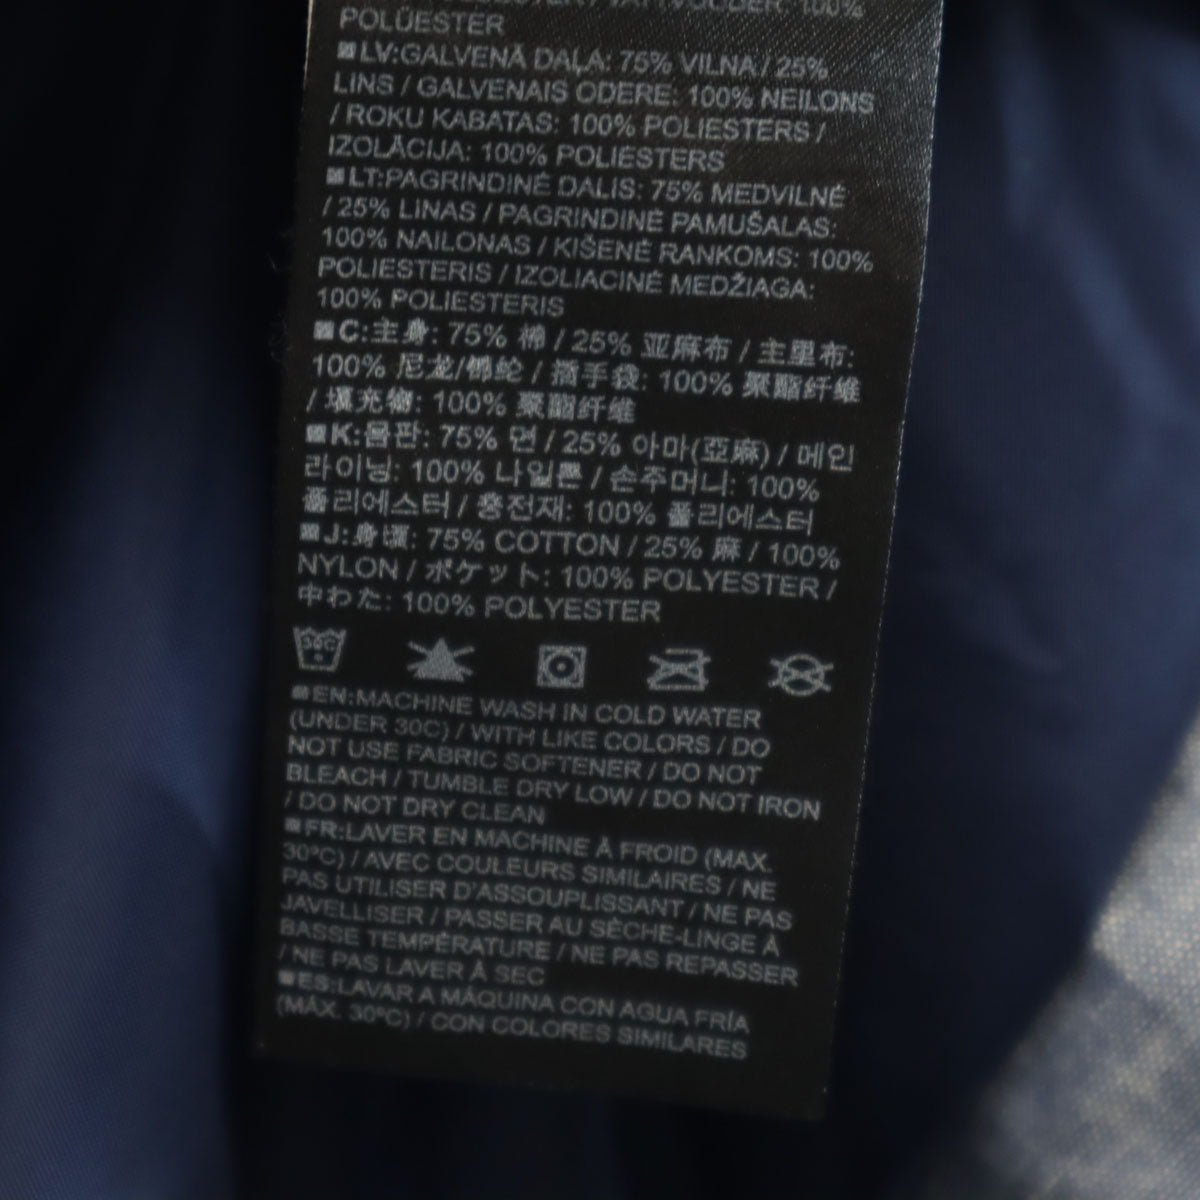 VATIVOODER: 100%
POLÜESTER
LV:GALVENĀ DAĻA: 75% VILNA / 25%
LINS / GALVENAIS ODERE: 100% NEILONS
/ ROKU KABATAS: 100% POLIESTERS /
IZOLĀCIJA: 100% POLIESTERS
LT:PAGRINDINĖ DALIS: 75% MEDVILNĖ
/ 25% LINAS / PAGRINDINĖ PAMUŠALAS:
100% NAILONAS / KIŠENĖ RANKOMS: 100%
POLIESTERIS / IZOLIACINĖ MEDŽIAGA:
100% POLIESTERIS
C:主身: 75% 棉 / 25% 亚麻布 / 主里布:
100% 尼龙/锦纶 / 插手袋: 100% 聚酯纤维
/ 填充物: 100% 聚酯纤维
K:몸판: 75% 면 / 25% 아마(亞麻) / 메인
라이닝: 100% 나일론 / 손주머니: 100%
폴리에스터 / 충전재: 100% 폴리에스터
J:身頃: 75% COTTON / 25% 麻 / 100%
NYLON / ポケット: 100% POLYESTER /
中わた: 100% POLYESTER
30C
EN:MACHINE WASH IN COLD WATER
(UNDER 30C) / WITH LIKE COLORS / DO
NOT USE FABRIC SOFTENER / DO NOT
BLEACH / TUMBLE DRY LOW / DO NOT IRON
/ DO NOT DRY CLEAN
FR:LAVER EN MACHINE À FROID (MAX.
30ºC) / AVEC COULEURS SIMILAIRES / NE
PAS UTILISER D'ASSOUPLISSANT / NE PAS
JAVELLISER / PASSER AU SÈCHE-LINGE À
BASSE TEMPÉRATURE / NE PAS REPASSER
/ NE PAS LAVER À SEC
ES:LAVAR A MÁQUINA CON AGUA FRÍA
(MÁX. 30ºC) / CON COLORES SIMILARES